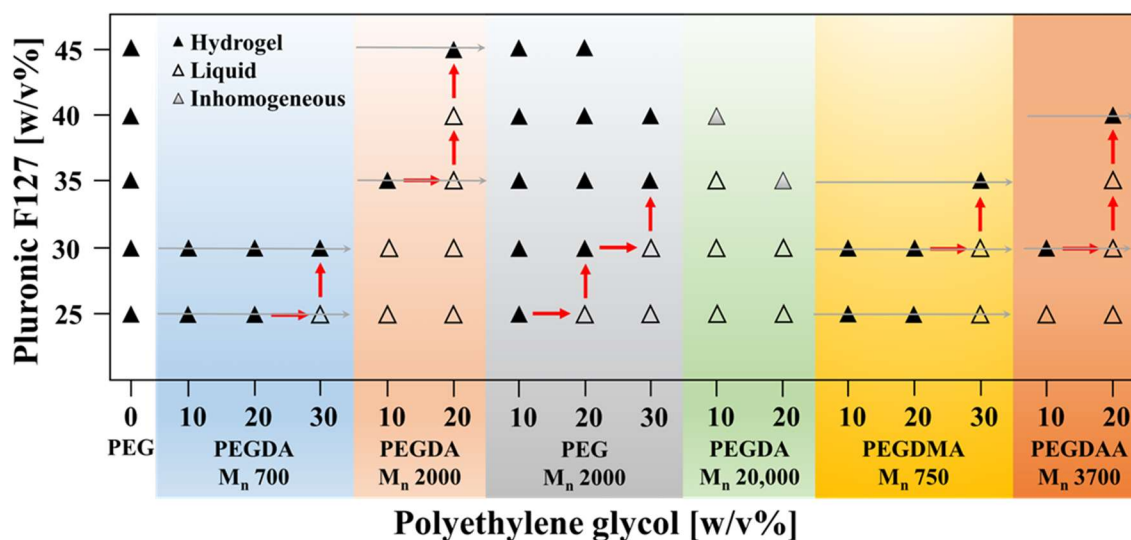 Pluronic F127 [w/v%]
45
40
35
30
25
Hydrogel
Liquid
Inhomogeneous
0 10 20 30 10 20 10 20 30 10 20 10 20 30 10 20
PEG PEGDA PEGDA PEG PEGDA PEGDMA PEGDAA
Mn 700 Mn 2000 Mn 2000 Mn 20,000 Mn 750 Mn 3700
Polyethylene glycol [w/v%]